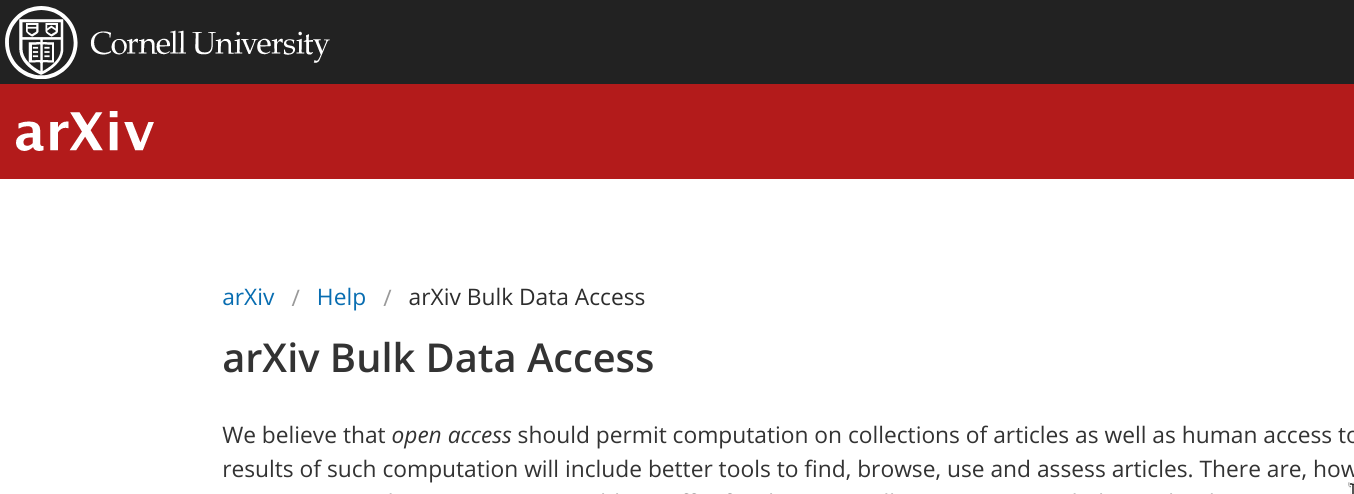 Cornell University
arXiv
arXiv / Help / arXiv Bulk Data Access
arXiv Bulk Data Access
We believe that open access should permit computation on collections of articles as well as human access to
results of such computation will include better tools to find, browse, use and assess articles. There are, how